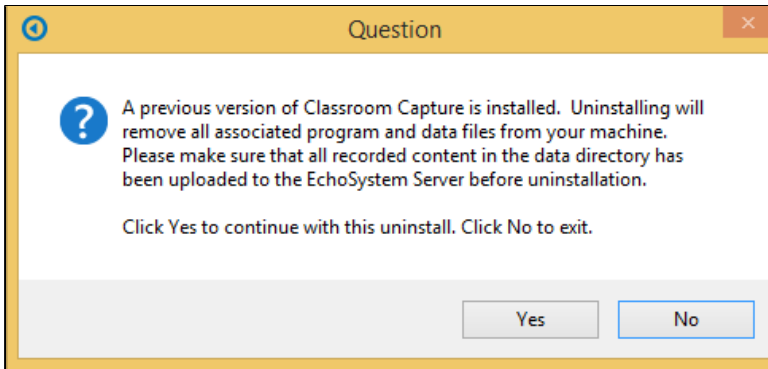 Question
A previous version of Classroom Capture is installed.  Uninstalling will
remove all associated program and data files from your machine.
Please make sure that all recorded content in the data directory has
been uploaded to the EchoSystem Server before uninstallation.
Click Yes to continue with this uninstall. Click No to exit.
Yes
No